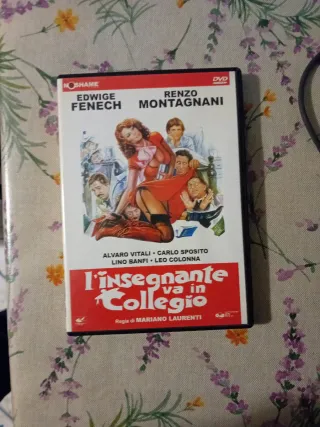 NOSHAME
DVD
EDWIGE RENZO
FENECH MONTAGNANI
ALVARO VITALI • CARLO SPOSITO
LINO BANFI • LEO COLONNA
l'insegnante
va in
Collegio
Regia di MARIANO LAURENTI